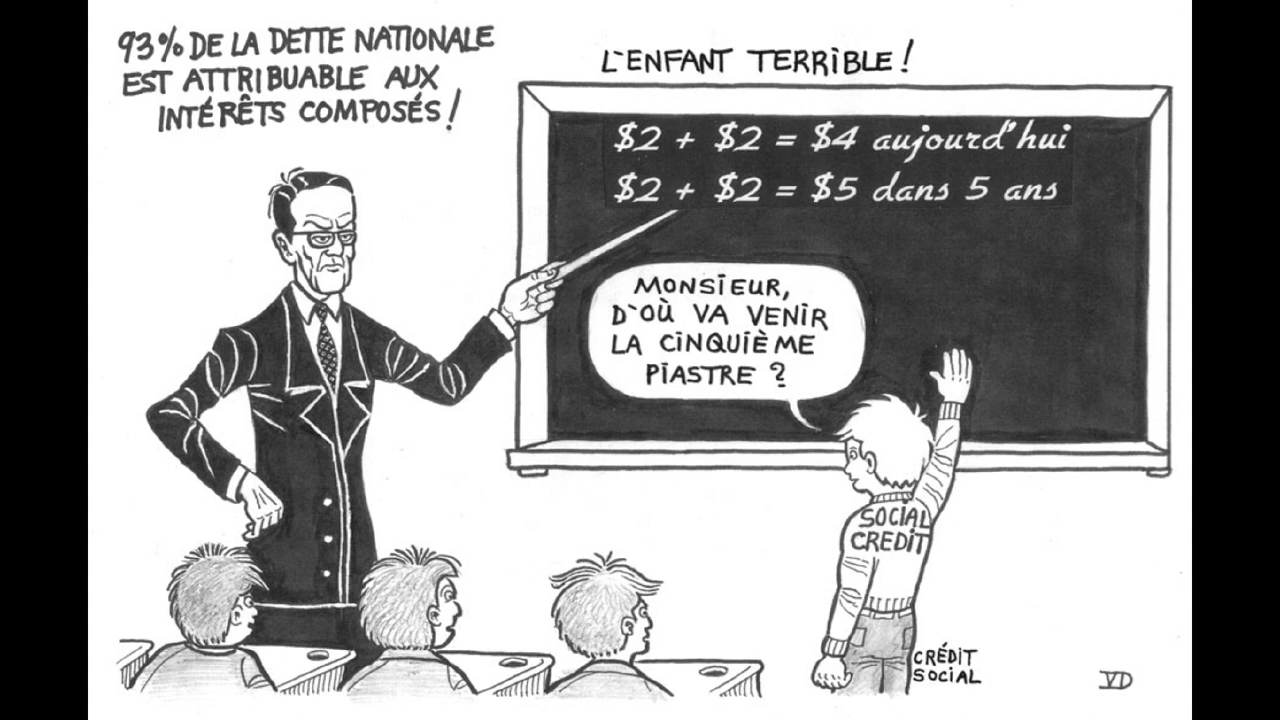 93% DE LA DETTE NATIONALE
EST ATTRIBUABLE AUX
INTÉRÊTS COMPOSÉS!
L'ENFANT TERRIBLE!
$2 + $2 = $4 aujourd'hui
$2 + $2 = $5 dans 5 ans
MONSIEUR,
D`OÙ VA VENIR
LA CINQUIÈME
PIASTRE ?
SOCIAL
CREDIT
CRÉDIT
SOCIAL
VD